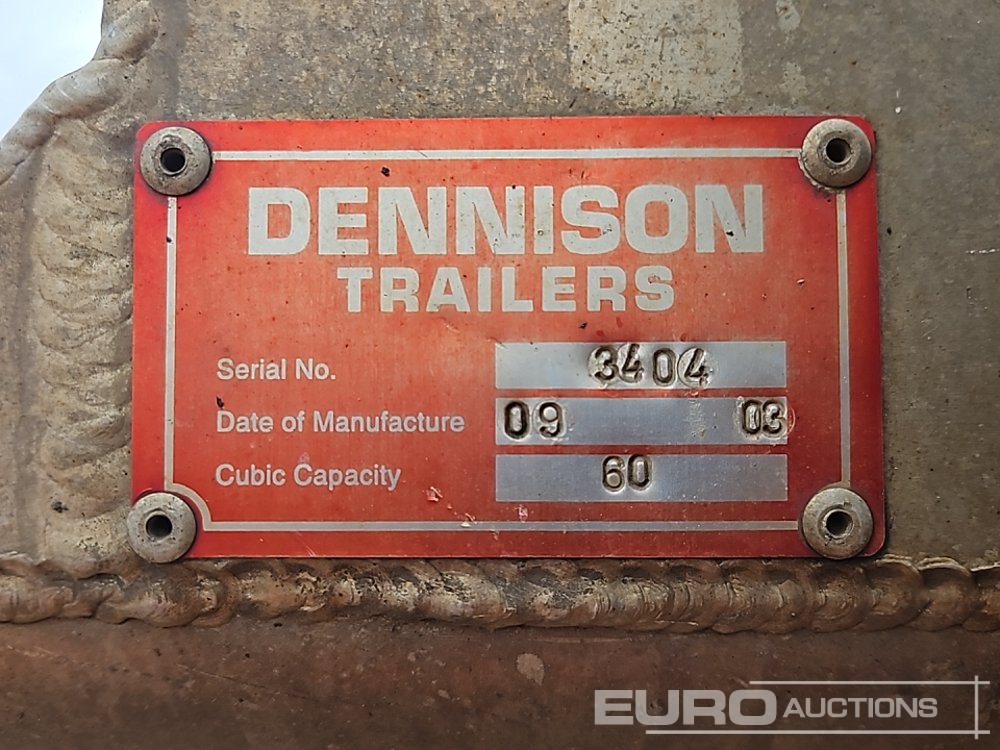 DENNISON
TRAILERS
Serial No. 3404
Date of Manufacture 09 03
Cubic Capacity 60
EURO AUCTIONS